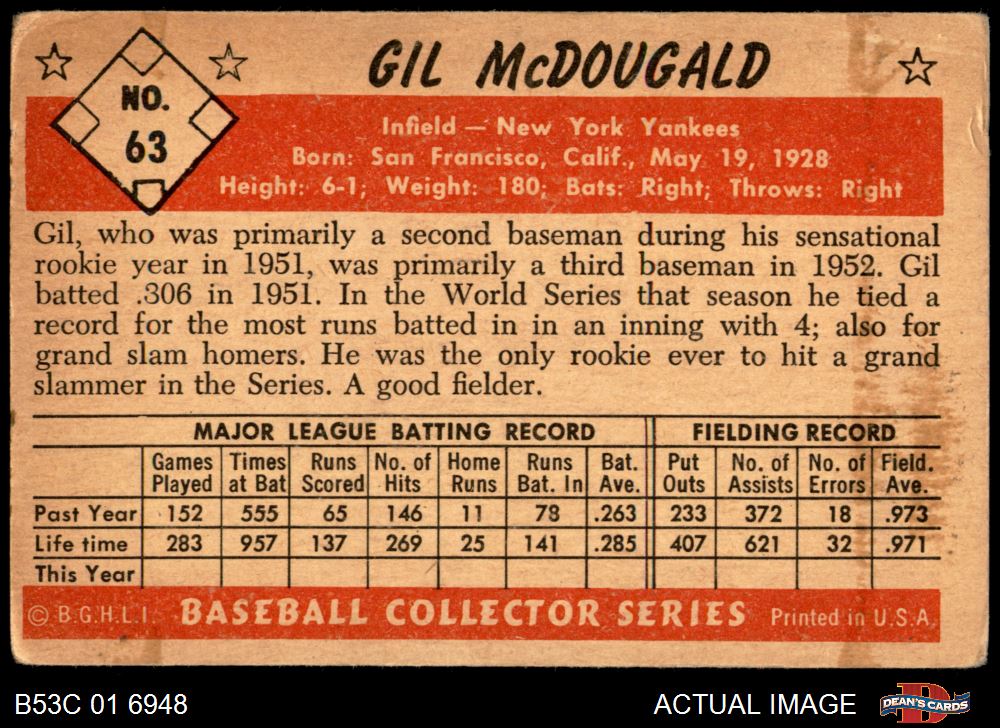 GIL McDOUGALD
NO.
63
Infield — New York Yankees
Born: San Francisco, Calif., May 19, 1928
Height: 6-1; Weight: 180; Bats: Right; Throws: Right
Gil, who was primarily a second baseman during his sensational
rookie year in 1951, was primarily a third baseman in 1952. Gil
batted .306 in 1951. In the World Series that season he tied a
record for the most runs batted in in an inning with 4; also for
grand slam homers. He was the only rookie ever to hit a grand
slammer in the Series. A good fielder.
MAJOR LEAGUE BATTING RECORD FIELDING RECORD
Games Times Runs No. of Home Runs Bat. Put No. of No. of Field.
Played at Bat Scored Hits Runs Bat. In Ave. Outs Assists Errors Ave.
Past Year 152 555 65 146 11 78 .263 233 372 18 .973
Life time 283 957 137 269 25 141 .285 407 621 32 .971
This Year
© B.G.H.L.I. BASEBALL COLLECTOR SERIES Printed in U.S.A.
B53C 01 6948 ACTUAL IMAGE D DEAN'S CARDS